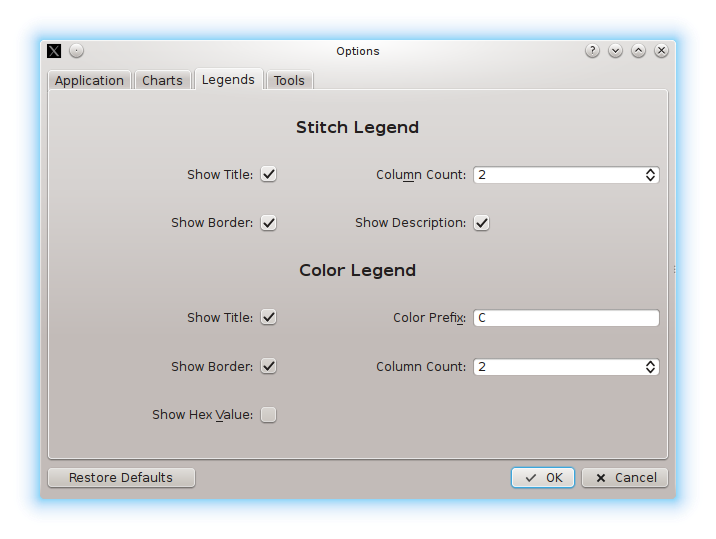 Options
Application Charts Legends Tools
Stitch Legend
Show Title: Column Count: 2
Show Border: Show Description:
Color Legend
Show Title: Color Prefix: C
Show Border: Column Count: 2
Show Hex Value:
Restore Defaults OK Cancel